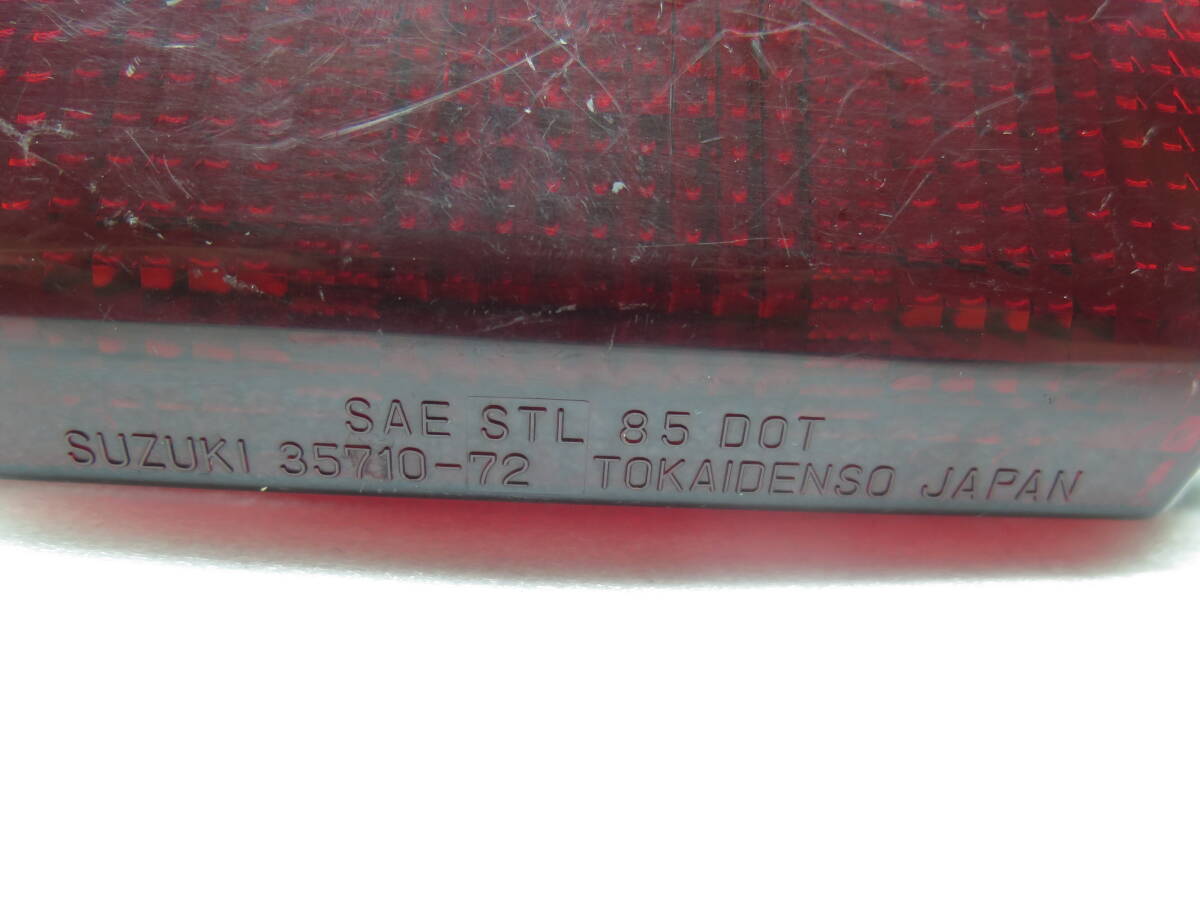 SAE STL 85 DOT
SUZUKI 35710-72 TOKAIDENSO JAPAN